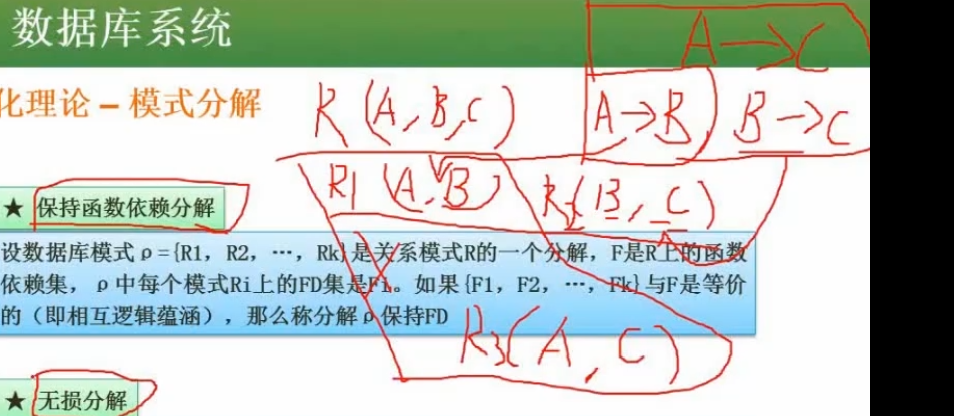 数据库系统
A→C
化理论 – 模式分解
R(A,B,C)
A→B
B→C
R1(A,B)
R2(B,C)
★ 保持函数依赖分解
设数据库模式ρ={R1, R2, …, Rk}是关系模式R的一个分解, F是R上的函数
依赖集, ρ中每个模式Ri上的FD集是Fi。如果{F1, F2, …, Fk}与F是等价
的（即相互逻辑蕴涵）, 那么称分解ρ保持FD
R3(A,C)
★ 无损分解